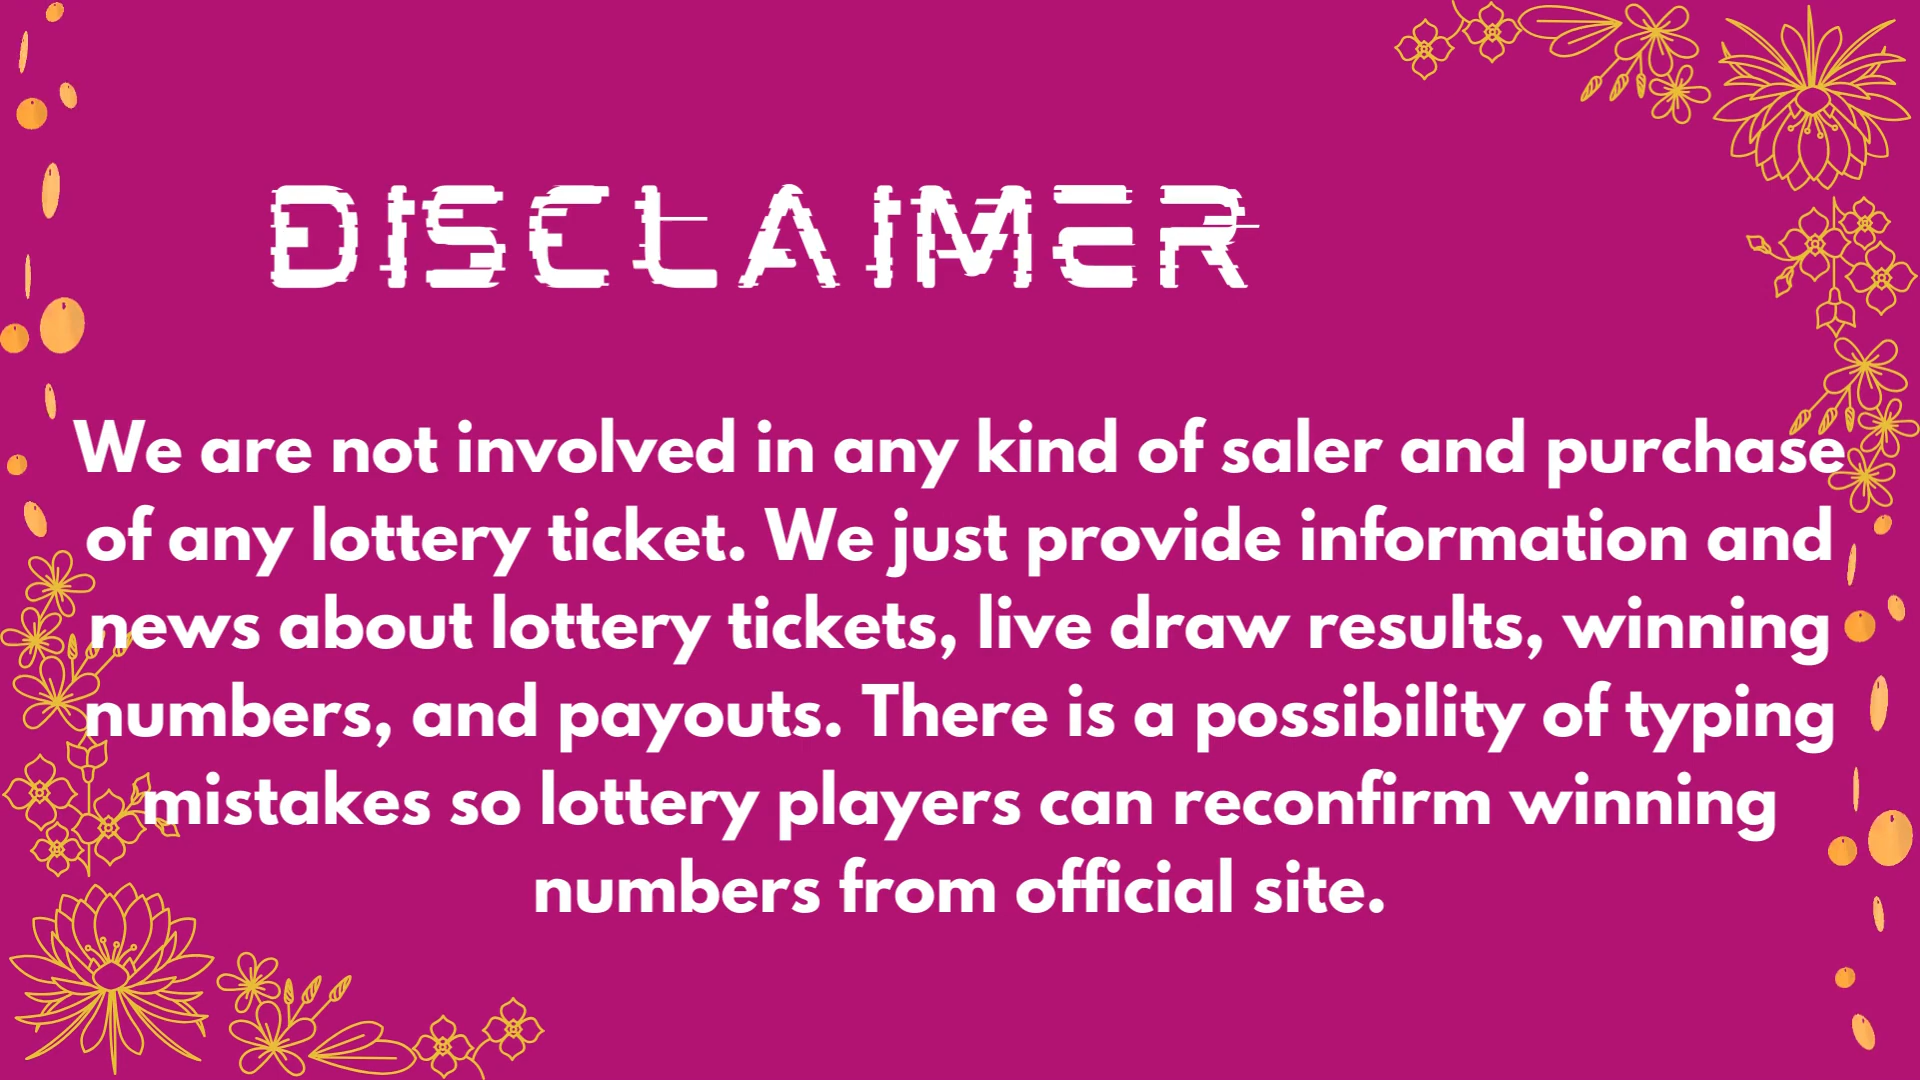 DISCLAIMER
We are not involved in any kind of saler and purchase
of any lottery ticket. We just provide information and
news about lottery tickets, live draw results, winning
numbers, and payouts. There is a possibility of typing
mistakes so lottery players can reconfirm winning
numbers from official site.